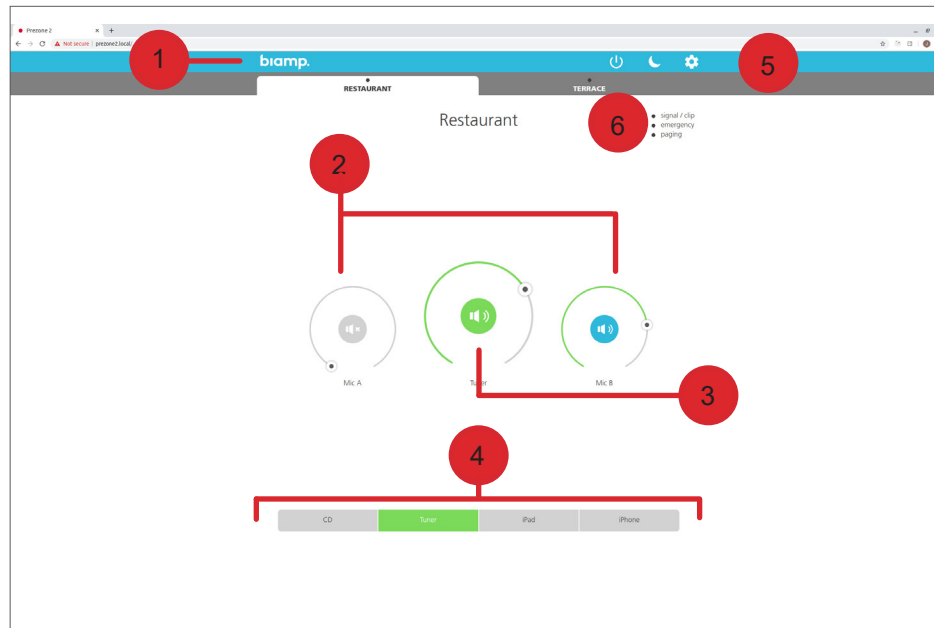 Prezone 2
Not secure | prezone2.local/
1
biamp.
5
RESTAURANT
TERRACE
Restaurant
6
signal / clip
emergency
paging
2.
Mic A
Tuner
Mic B
3
4
CD
Tuner
iPad
iPhone